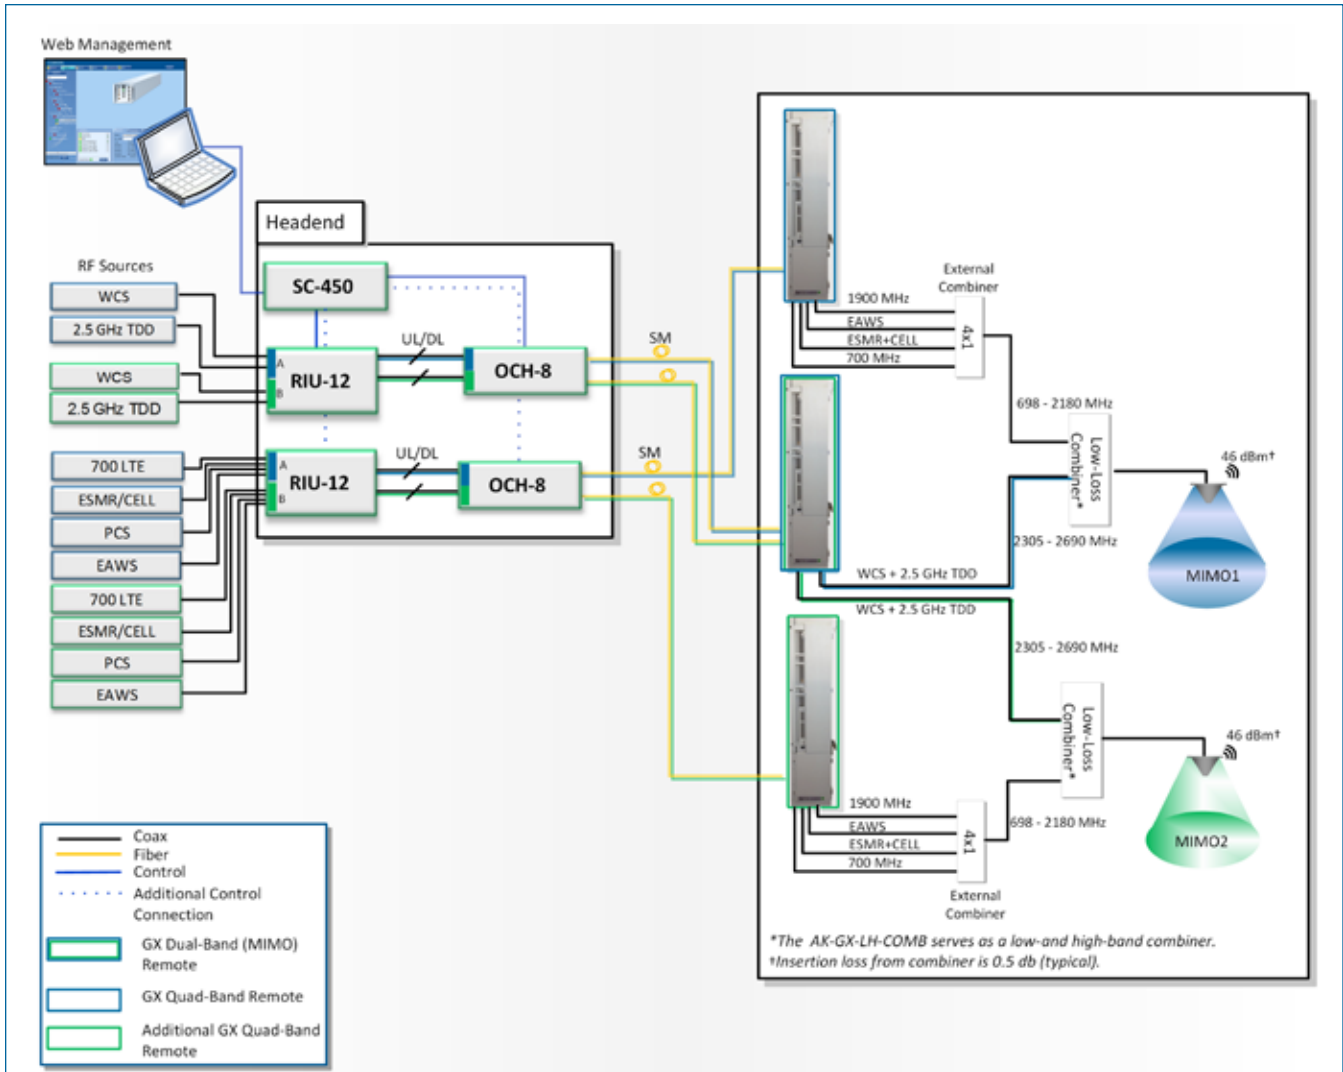 Web Management
Headend
RF Sources
SC-450
WCS
2.5 GHz TDD
WCS
2.5 GHz TDD
A
B
RIU-12
UL/DL
OCH-8
SM
700 LTE
ESMR/CELL
PCS
EAWS
700 LTE
ESMR/CELL
PCS
EAWS
A
B
RIU-12
UL/DL
OCH-8
SM
External
Combiner
1900 MHz
EAWS
ESMR+CELL
700 MHz
4x1
698 - 2180 MHz
Low-Loss
Combiner*
46 dBm†
2305 - 2690 MHz
MIMO1
WCS + 2.5 GHz TDD
WCS + 2.5 GHz TDD
2305 - 2690 MHz
Low-Loss
Combiner*
46 dBm†
698 - 2180 MHz
MIMO2
1900 MHz
EAWS
ESMR+CELL
700 MHz
4x1
External
Combiner
*The AK-GX-LH-COMB serves as a low-and high-band combiner.
†Insertion loss from combiner is 0.5 db (typical).
Coax
Fiber
Control
Additional Control
Connection
GX Dual-Band (MIMO)
Remote
GX Quad-Band Remote
Additional GX Quad-Band
Remote